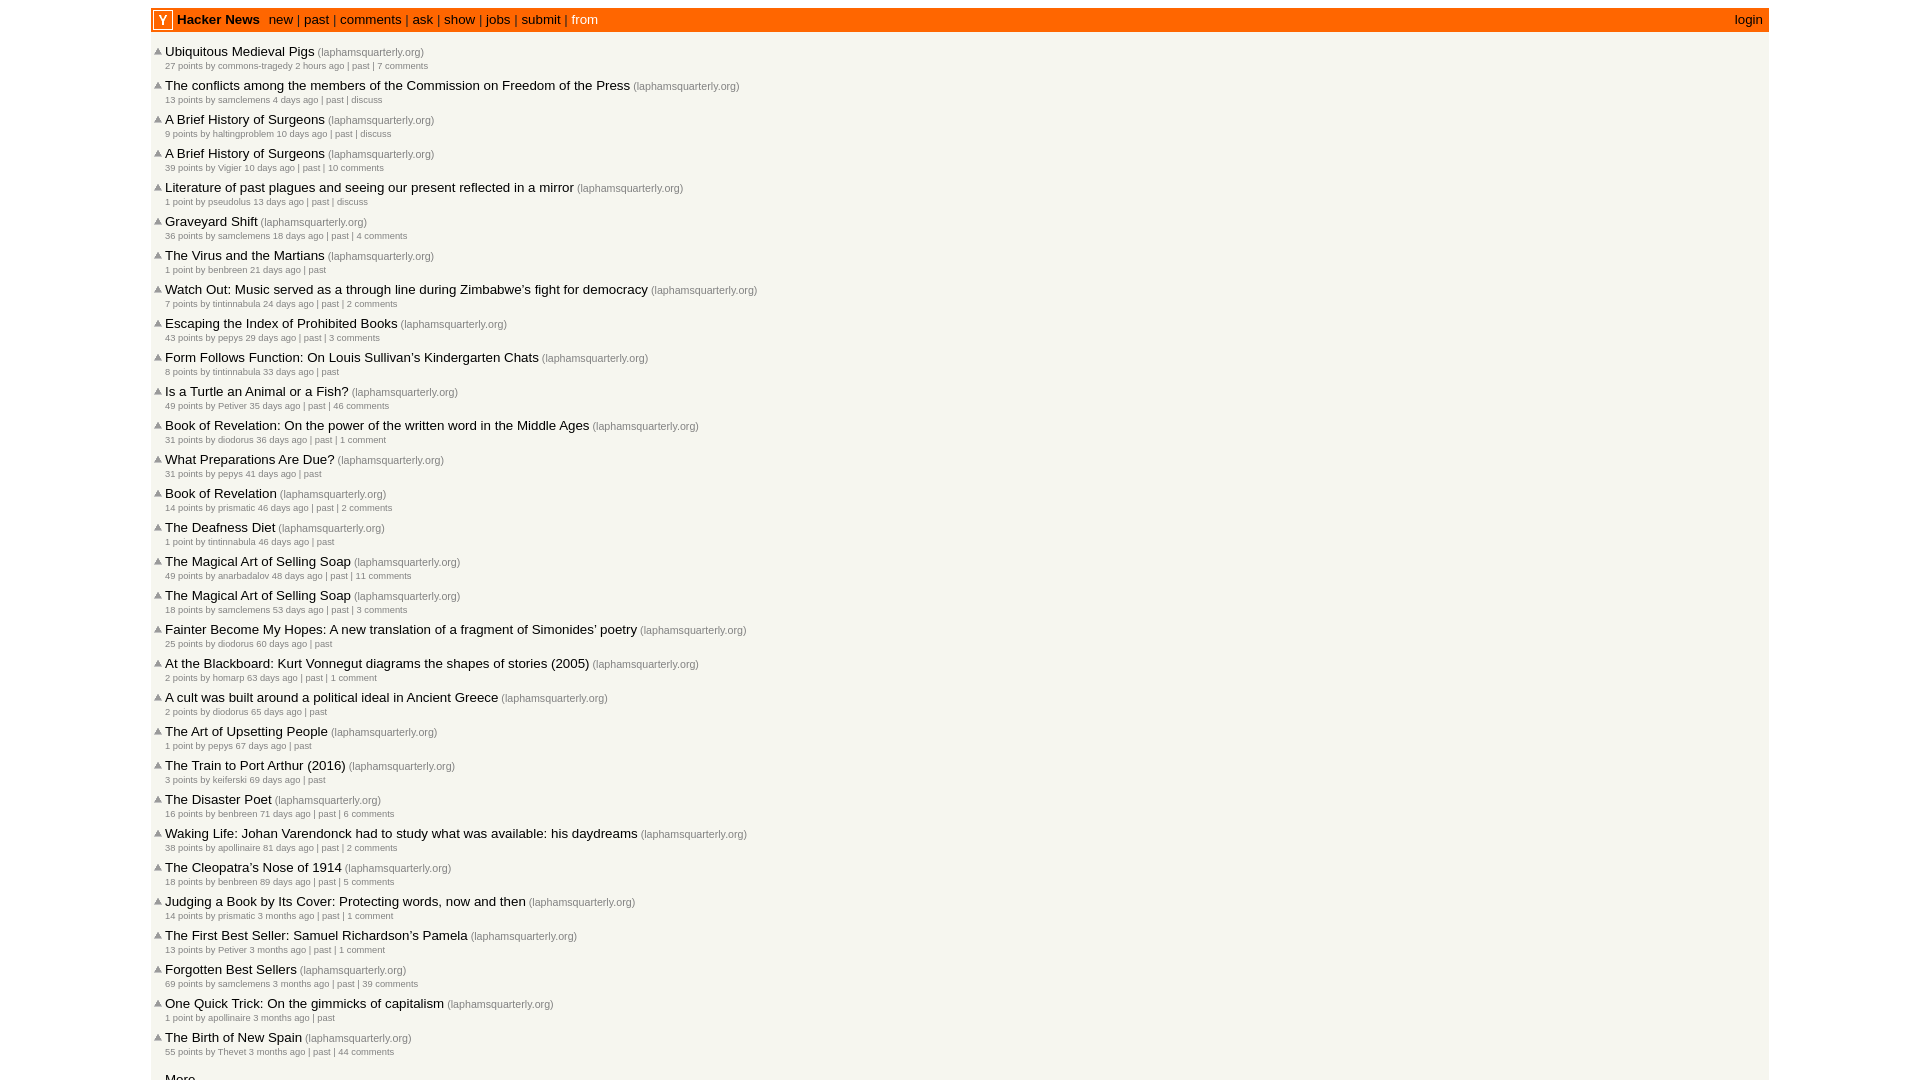 Y Hacker News new | past | comments | ask | show | jobs | submit | from login
Ubiquitous Medieval Pigs (laphamsquarterly.org)
27 points by commons-tragedy 2 hours ago | past | 7 comments
The conflicts among the members of the Commission on Freedom of the Press (laphamsquarterly.org)
13 points by samclemens 4 days ago | past | discuss
A Brief History of Surgeons (laphamsquarterly.org)
9 points by haltingproblem 10 days ago | past | discuss
A Brief History of Surgeons (laphamsquarterly.org)
39 points by Vigier 10 days ago | past | 10 comments
Literature of past plagues and seeing our present reflected in a mirror (laphamsquarterly.org)
1 point by pseudolus 13 days ago | past | discuss
Graveyard Shift (laphamsquarterly.org)
36 points by samclemens 18 days ago | past | 4 comments
The Virus and the Martians (laphamsquarterly.org)
1 point by benbreen 21 days ago | past
Watch Out: Music served as a through line during Zimbabwe’s fight for democracy (laphamsquarterly.org)
7 points by tintinnabula 24 days ago | past | 2 comments
Escaping the Index of Prohibited Books (laphamsquarterly.org)
43 points by pepys 29 days ago | past | 3 comments
Form Follows Function: On Louis Sullivan’s Kindergarten Chats (laphamsquarterly.org)
8 points by tintinnabula 33 days ago | past
Is a Turtle an Animal or a Fish? (laphamsquarterly.org)
49 points by Petiver 35 days ago | past | 46 comments
Book of Revelation: On the power of the written word in the Middle Ages (laphamsquarterly.org)
31 points by diodorus 36 days ago | past | 1 comment
What Preparations Are Due? (laphamsquarterly.org)
31 points by pepys 41 days ago | past
Book of Revelation (laphamsquarterly.org)
14 points by prismatic 46 days ago | past | 2 comments
The Deafness Diet (laphamsquarterly.org)
1 point by tintinnabula 46 days ago | past
The Magical Art of Selling Soap (laphamsquarterly.org)
49 points by anarbadalov 48 days ago | past | 11 comments
The Magical Art of Selling Soap (laphamsquarterly.org)
18 points by samclemens 53 days ago | past | 3 comments
Fainter Become My Hopes: A new translation of a fragment of Simonides’ poetry (laphamsquarterly.org)
25 points by diodorus 60 days ago | past
At the Blackboard: Kurt Vonnegut diagrams the shapes of stories (2005) (laphamsquarterly.org)
2 points by homarp 63 days ago | past | 1 comment
A cult was built around a political ideal in Ancient Greece (laphamsquarterly.org)
2 points by diodorus 65 days ago | past
The Art of Upsetting People (laphamsquarterly.org)
1 point by pepys 67 days ago | past
The Train to Port Arthur (2016) (laphamsquarterly.org)
3 points by keiferski 69 days ago | past
The Disaster Poet (laphamsquarterly.org)
16 points by benbreen 71 days ago | past | 6 comments
Waking Life: Johan Varendonck had to study what was available: his daydreams (laphamsquarterly.org)
38 points by apollinaire 81 days ago | past | 2 comments
The Cleopatra’s Nose of 1914 (laphamsquarterly.org)
18 points by benbreen 89 days ago | past | 5 comments
Judging a Book by Its Cover: Protecting words, now and then (laphamsquarterly.org)
14 points by prismatic 3 months ago | past | 1 comment
The First Best Seller: Samuel Richardson’s Pamela (laphamsquarterly.org)
13 points by Petiver 3 months ago | past | 1 comment
Forgotten Best Sellers (laphamsquarterly.org)
69 points by samclemens 3 months ago | past | 39 comments
One Quick Trick: On the gimmicks of capitalism (laphamsquarterly.org)
1 point by apollinaire 3 months ago | past
The Birth of New Spain (laphamsquarterly.org)
55 points by Thevet 3 months ago | past | 44 comments
More